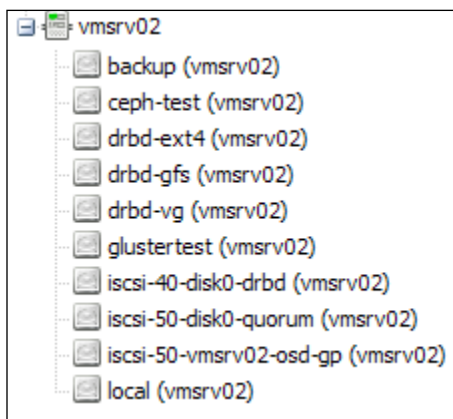 vmsrv02
backup (vmsrv02)
ceph-test (vmsrv02)
drbd-ext4 (vmsrv02)
drbd-gfs (vmsrv02)
drbd-vg (vmsrv02)
glustertest (vmsrv02)
iscsi-40-disk0-drbd (vmsrv02)
iscsi-50-disk0-quorum (vmsrv02)
iscsi-50-vmsrv02-osd-gp (vmsrv02)
local (vmsrv02)